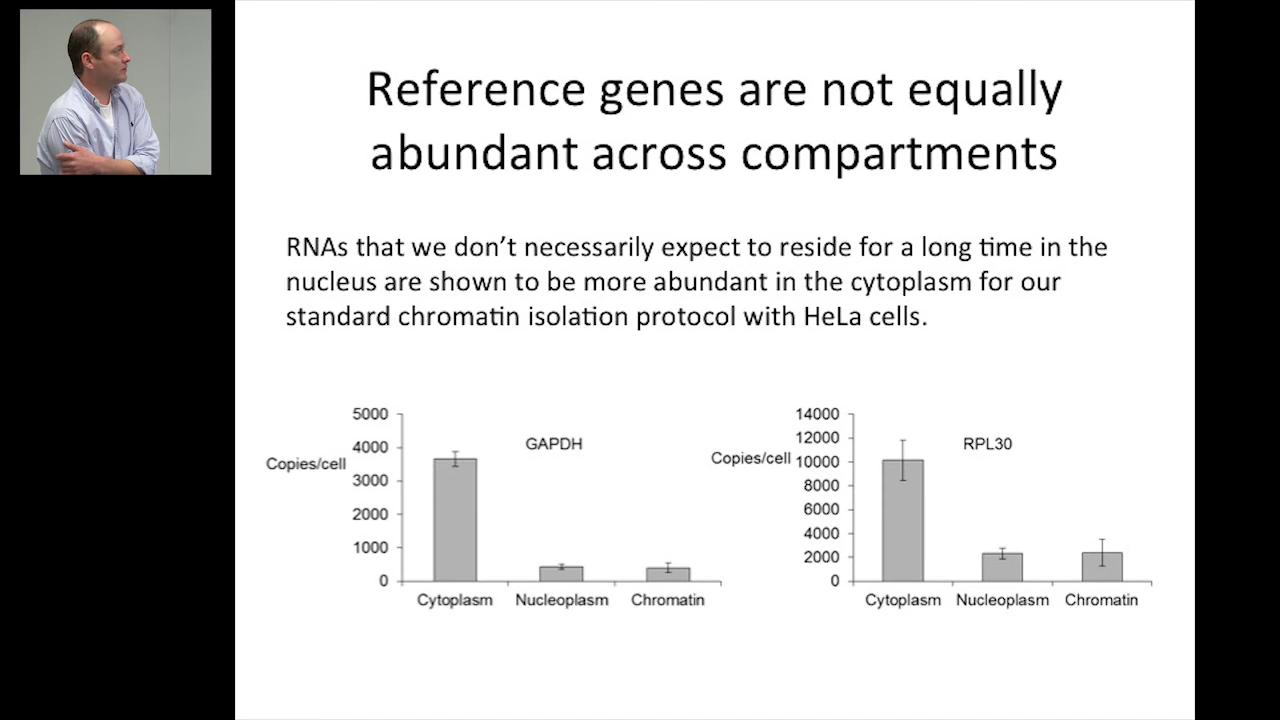 Reference genes are not equally
abundant across compartments
RNAs that we don't necessarily expect to reside for a long time in the
nucleus are shown to be more abundant in the cytoplasm for our
standard chromatin isolation protocol with HeLa cells.
5000
4000
3000
2000
1000
0
Copies/cell
GAPDH
Cytoplasm Nucleoplasm Chromatin
14000
12000
10000
8000
6000
4000
2000
0
Copies/cell
RPL30
Cytoplasm Nucleoplasm Chromatin